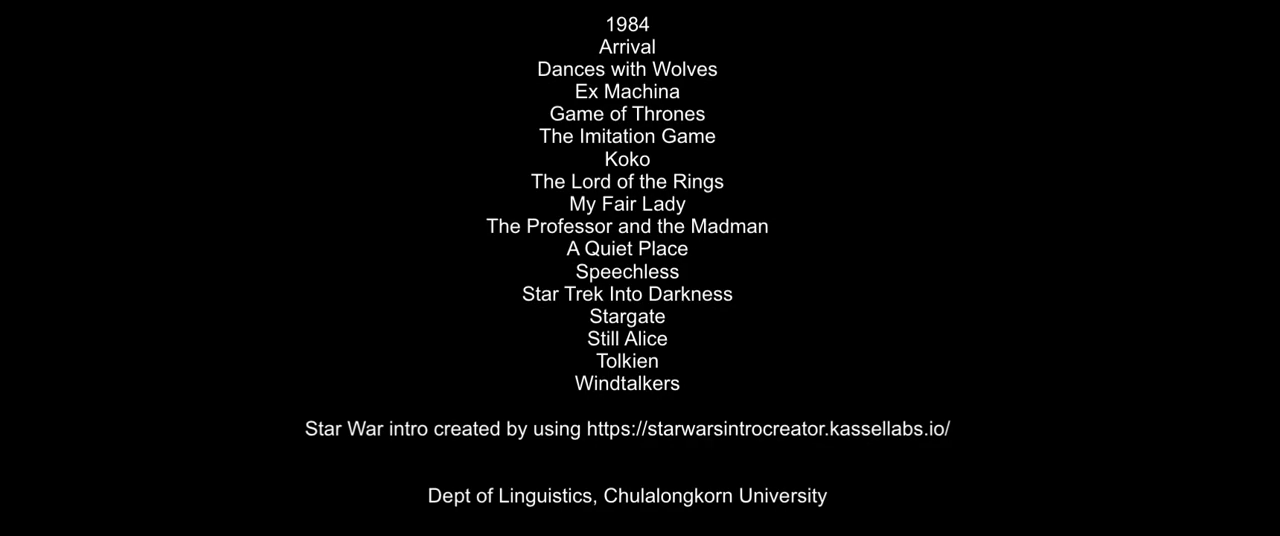 1984
Arrival
Dances with Wolves
Ex Machina
Game of Thrones
The Imitation Game
Koko
The Lord of the Rings
My Fair Lady
The Professor and the Madman
A Quiet Place
Speechless
Star Trek Into Darkness
Stargate
Still Alice
Tolkien
Windtalkers
Star War intro created by using https://starwarsintrocreator.kassellabs.io/
Dept of Linguistics, Chulalongkorn University